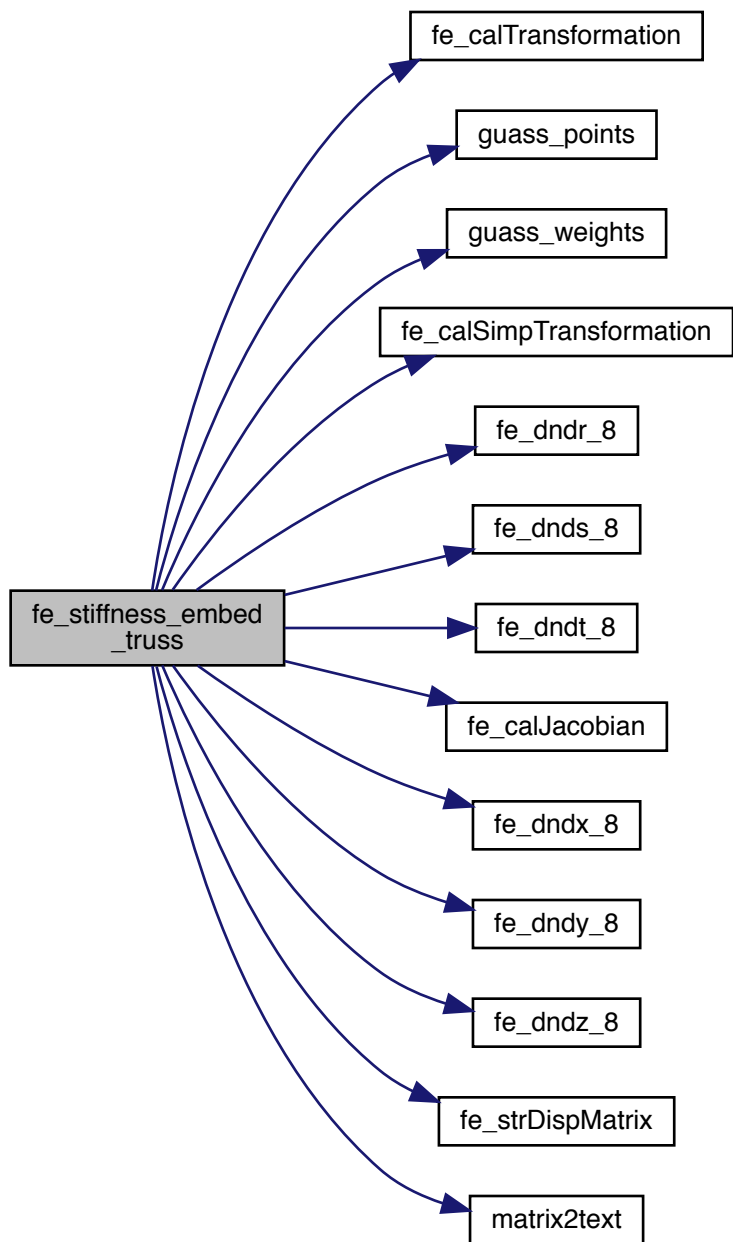 fe_calTransformation
guass_points
guass_weights
fe_calSimpTransformation
fe_dndr_8
fe_dnds_8
fe_stiffness_embed
_truss
fe_dndt_8
fe_calJacobian
fe_dndx_8
fe_dndy_8
fe_dndz_8
fe_strDispMatrix
matrix2text